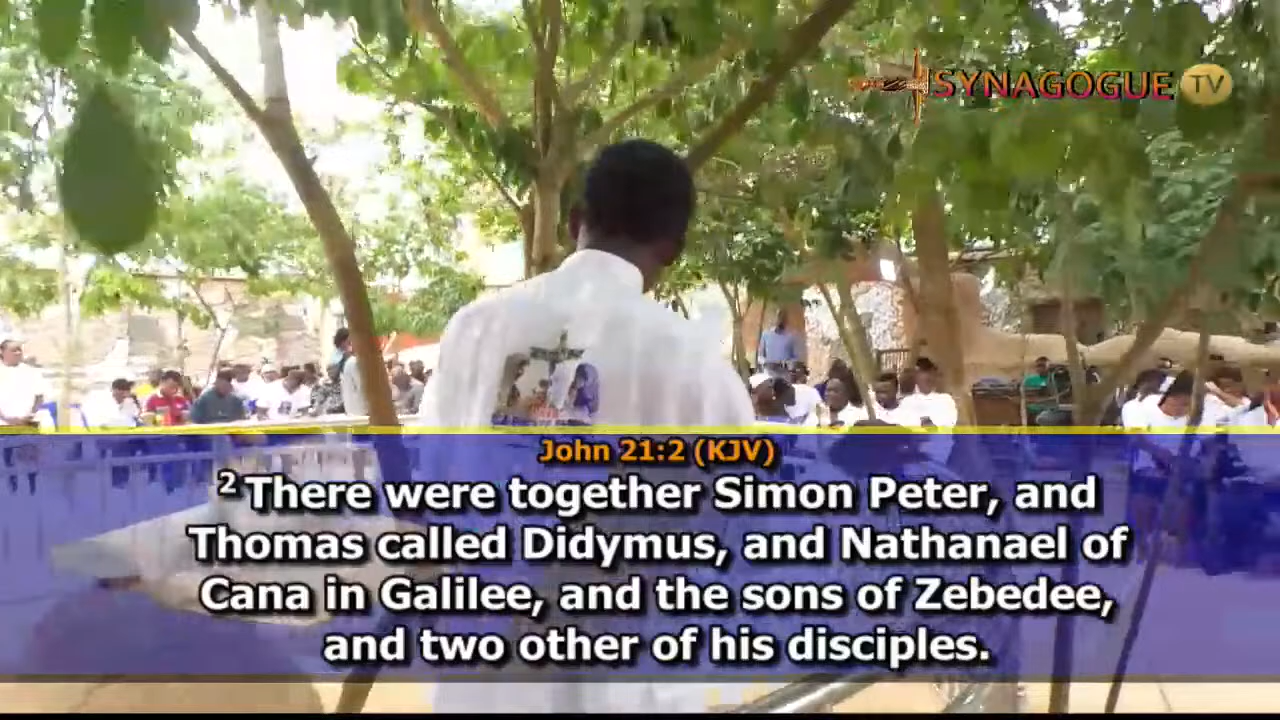 SYNAGOGUE TV
John 21:2 (KJV)
2 There were together Simon Peter, and
Thomas called Didymus, and Nathanael of
Cana in Galilee, and the sons of Zebedee,
and two other of his disciples.